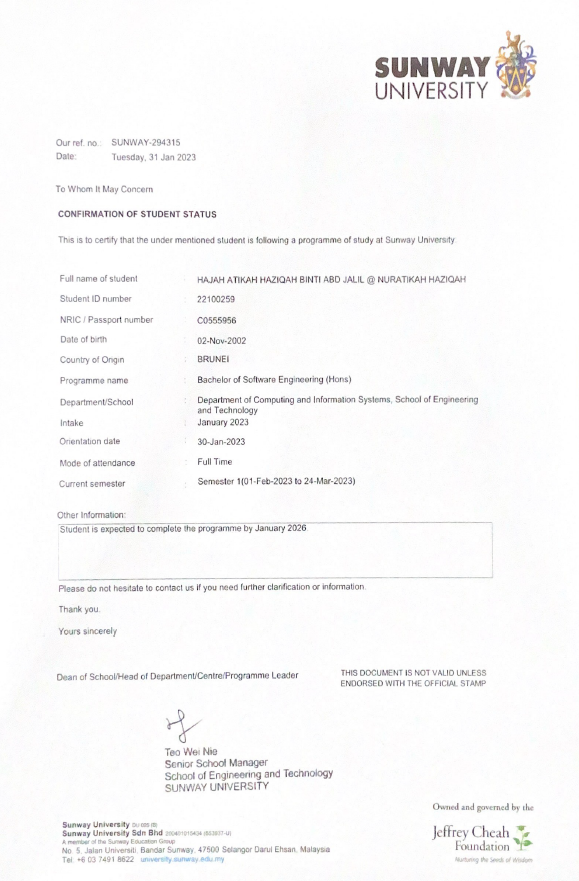 SUNWAY
UNIVERSITY
Our ref. no.: SUNWAY-294315
Date: Tuesday, 31 Jan 2023
To Whom It May Concern
CONFIRMATION OF STUDENT STATUS
This is to certify that the under mentioned student is following a programme of study at Sunway University.
Full name of student : HAJAH ATIKAH HAZIQAH BINTI ABD JALIL @ NURATIKAH HAZIQAH
Student ID number : 22100259
NRIC / Passport number : C0555956
Date of birth : 02-Nov-2002
Country of Origin : BRUNEI
Programme name : Bachelor of Software Engineering (Hons)
Department/School : Department of Computing and Information Systems, School of Engineering
and Technology
Intake : January 2023
Orientation date : 30-Jan-2023
Mode of attendance : Full Time
Current semester : Semester 1(01-Feb-2023 to 24-Mar-2023)
Other Information:
Student is expected to complete the programme by January 2026.
Please do not hesitate to contact us if you need further clarification or information.
Thank you.
Yours sincerely
Dean of School/Head of Department/Centre/Programme Leader
THIS DOCUMENT IS NOT VALID UNLESS
ENDORSED WITH THE OFFICIAL STAMP
Teo Wei Nie
Senior School Manager
School of Engineering and Technology
SUNWAY UNIVERSITY
Owned and governed by the
Jeffrey Cheah
Foundation
Nurturing the Seeds of Wisdom
Sunway University
Sunway University Sdn Bhd
A member of the Sunway Education Group
No. 5, Jalan Universiti, Bandar Sunway, 47500 Selangor Darul Ehsan, Malaysia
Tel. +6 03 7491 8622 university.sunway.edu.my